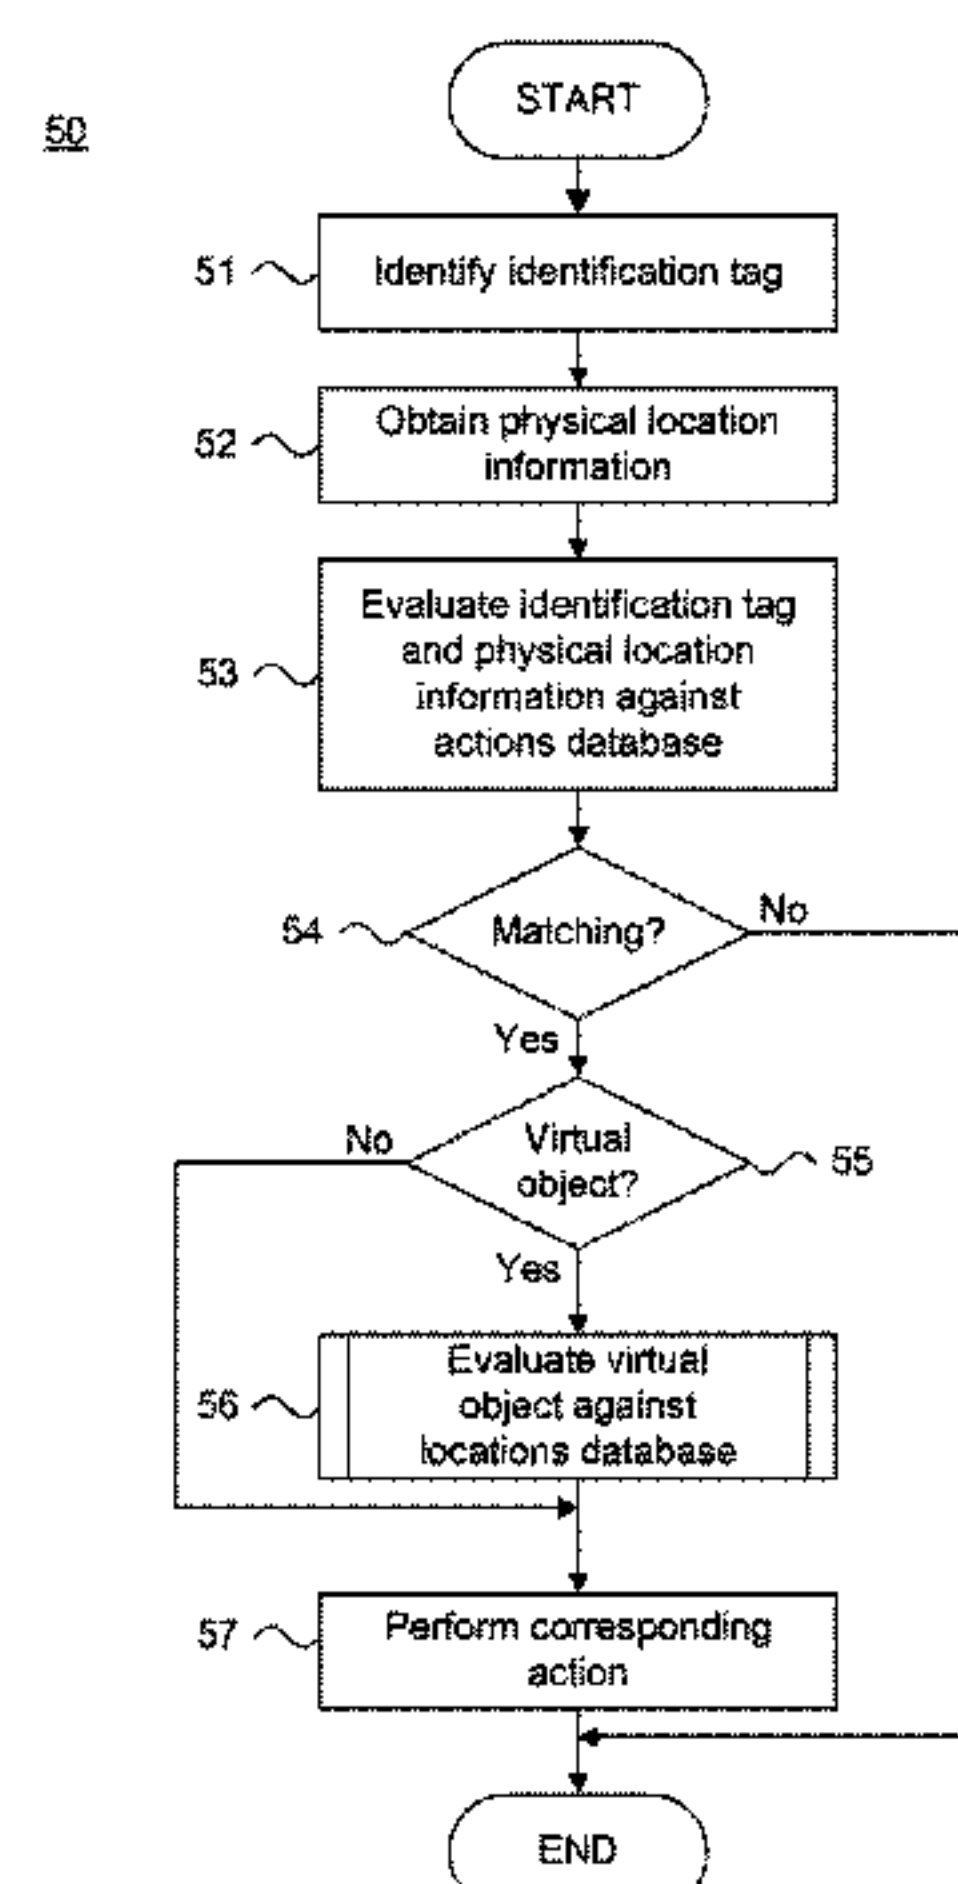 START
50
51
Identify identification tag
52
Obtain physical location
information
53
Evaluate identification tag
and physical location
information against
actions database
54
Matching?
No
Yes
No
Virtual
object?
55
Yes
56
Evaluate virtual
object against
locations database
57
Perform corresponding
action
END